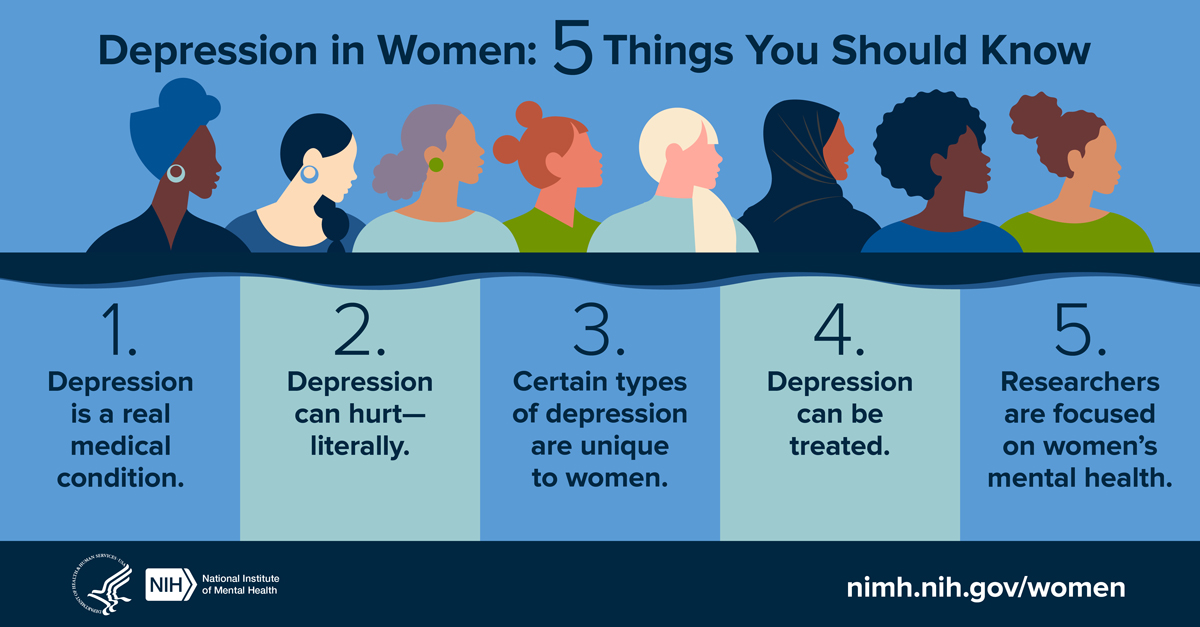 Depression in Women: 5 Things You Should Know
1.
Depression
is a real
medical
condition.
2.
Depression
can hurt—
literally.
3.
Certain types
of depression
are unique
to women.
4.
Depression
can be
treated.
5.
Researchers
are focused
on women’s
mental health.
DEPARTMENT OF HEALTH & HUMAN SERVICES · USA
NIH
National Institute
of Mental Health
nimh.nih.gov/women